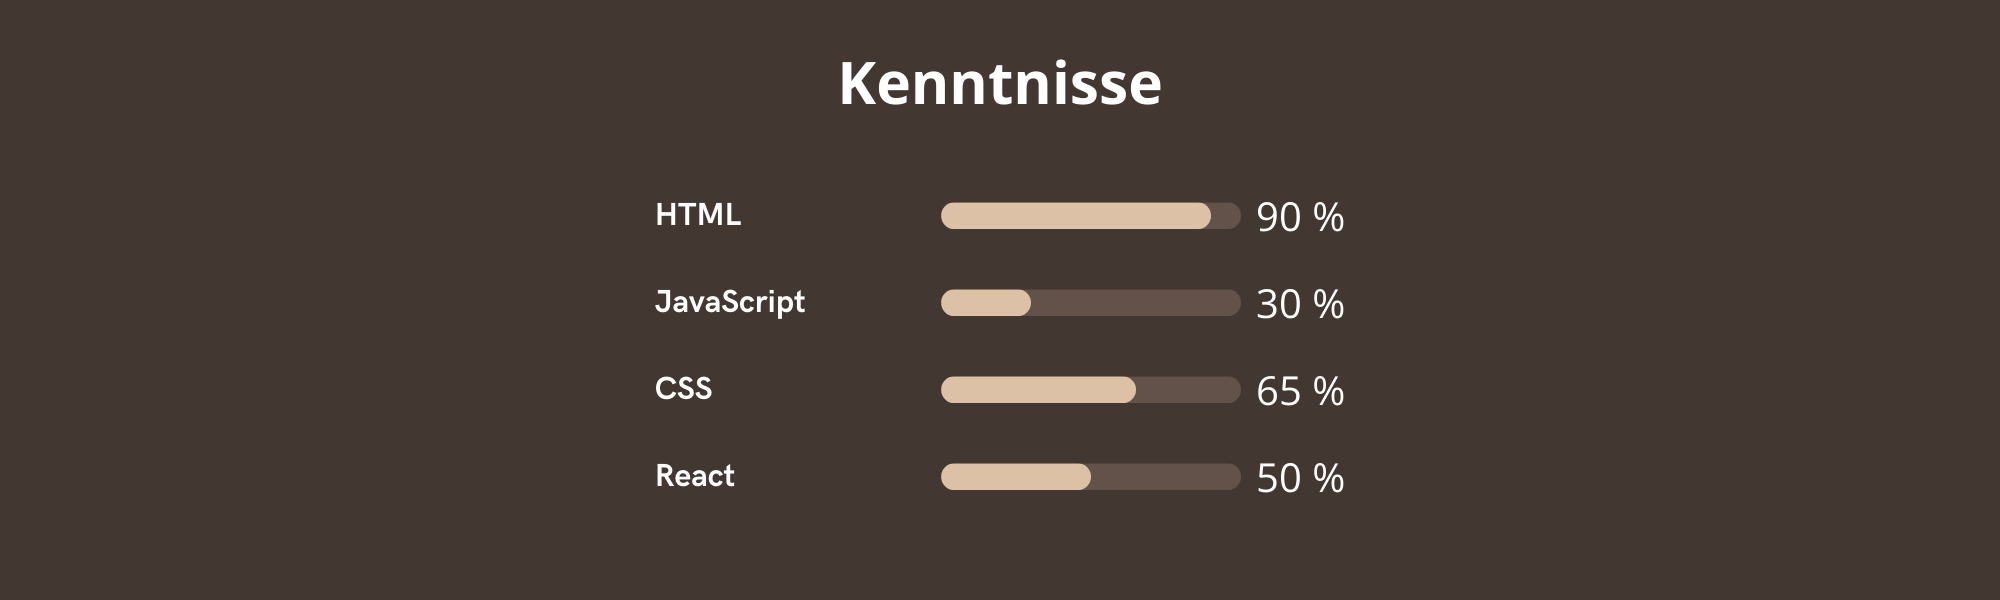 Kenntnisse
HTML 90 %
JavaScript 30 %
CSS 65 %
React 50 %